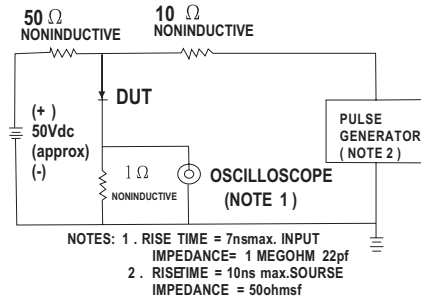 50 Ω
NONINDUCTIVE
10 Ω
NONINDUCTIVE
DUT
(+ )
50Vdc
(approx)
(-)
PULSE
GENERATOR
( NOTE 2 )
1 Ω
NONINDUCTIVE
OSCILLOSCOPE
(NOTE 1 )
NOTES: 1 . RISE TIME = 7nsmax. INPUT
IMPEDANCE= 1 MEGOHM 22pf
2 . RISETIME = 10ns max.SOURSE
IMPEDANCE = 50ohmsf